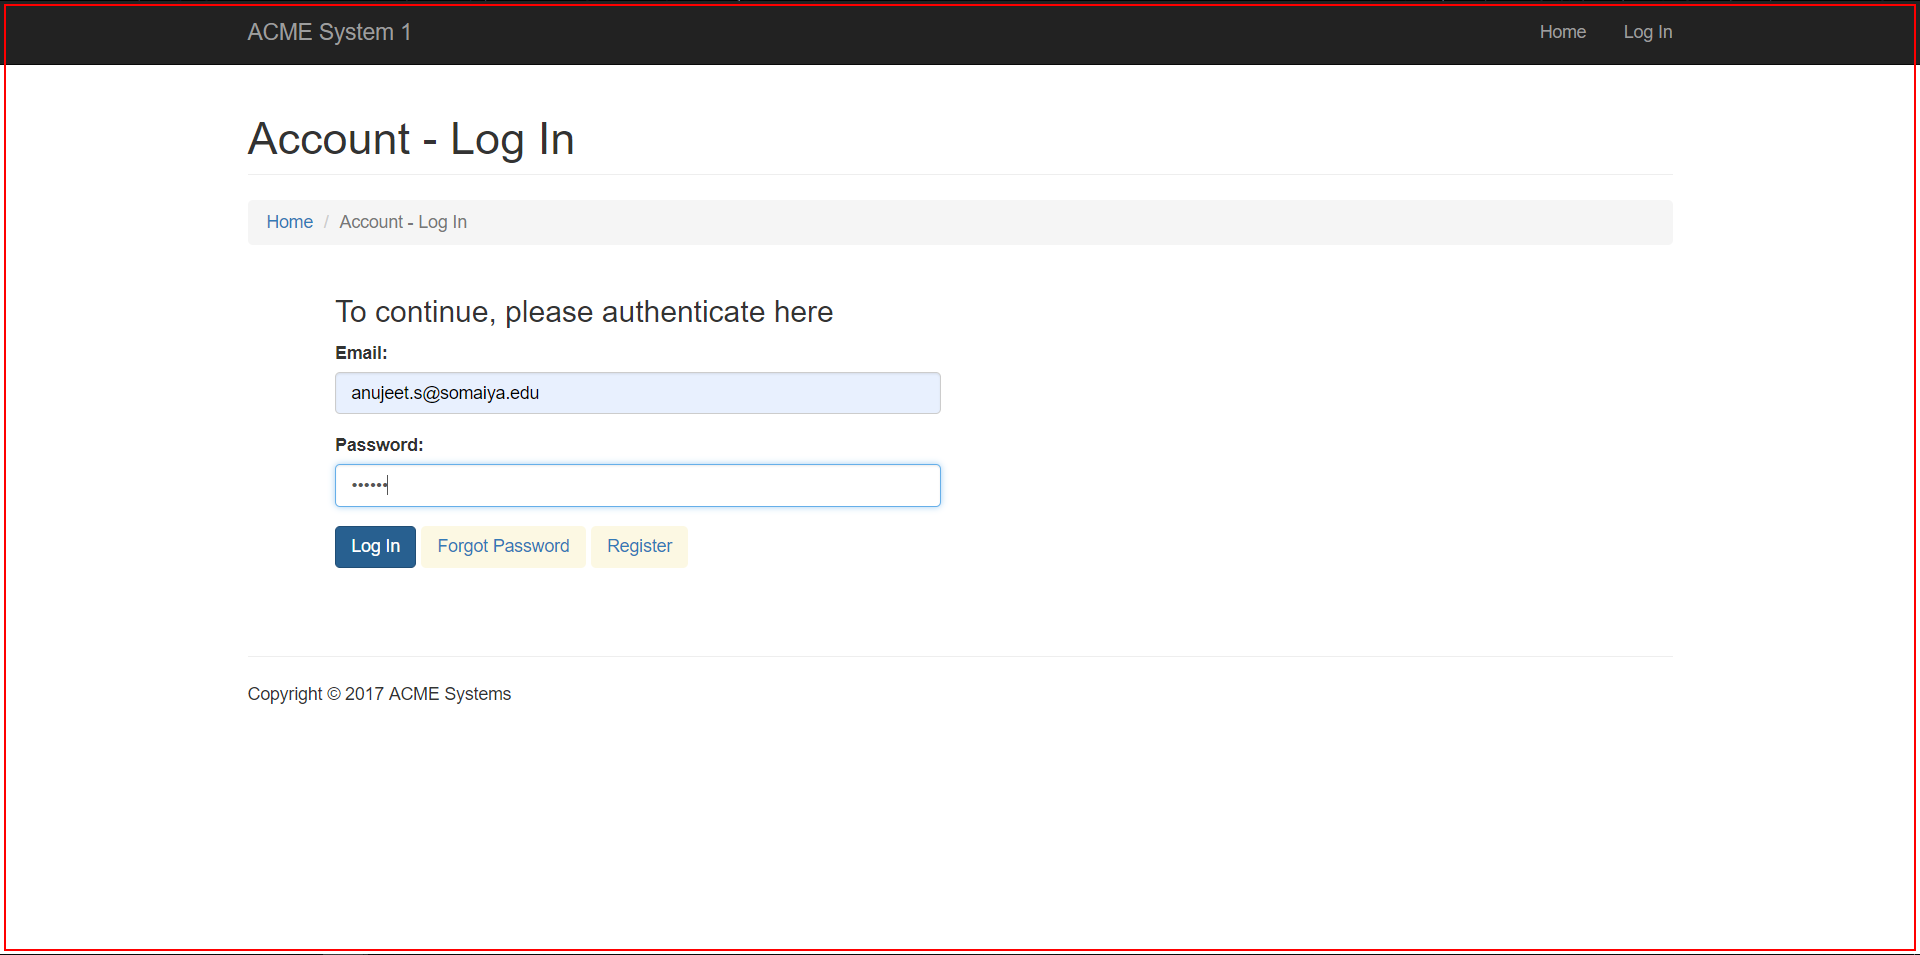 ACME System 1 Home Log In
Account - Log In
Home / Account - Log In
To continue, please authenticate here
Email:
anujeet.s@somaiya.edu
Password:
••••••
Log In Forgot Password Register
Copyright © 2017 ACME Systems